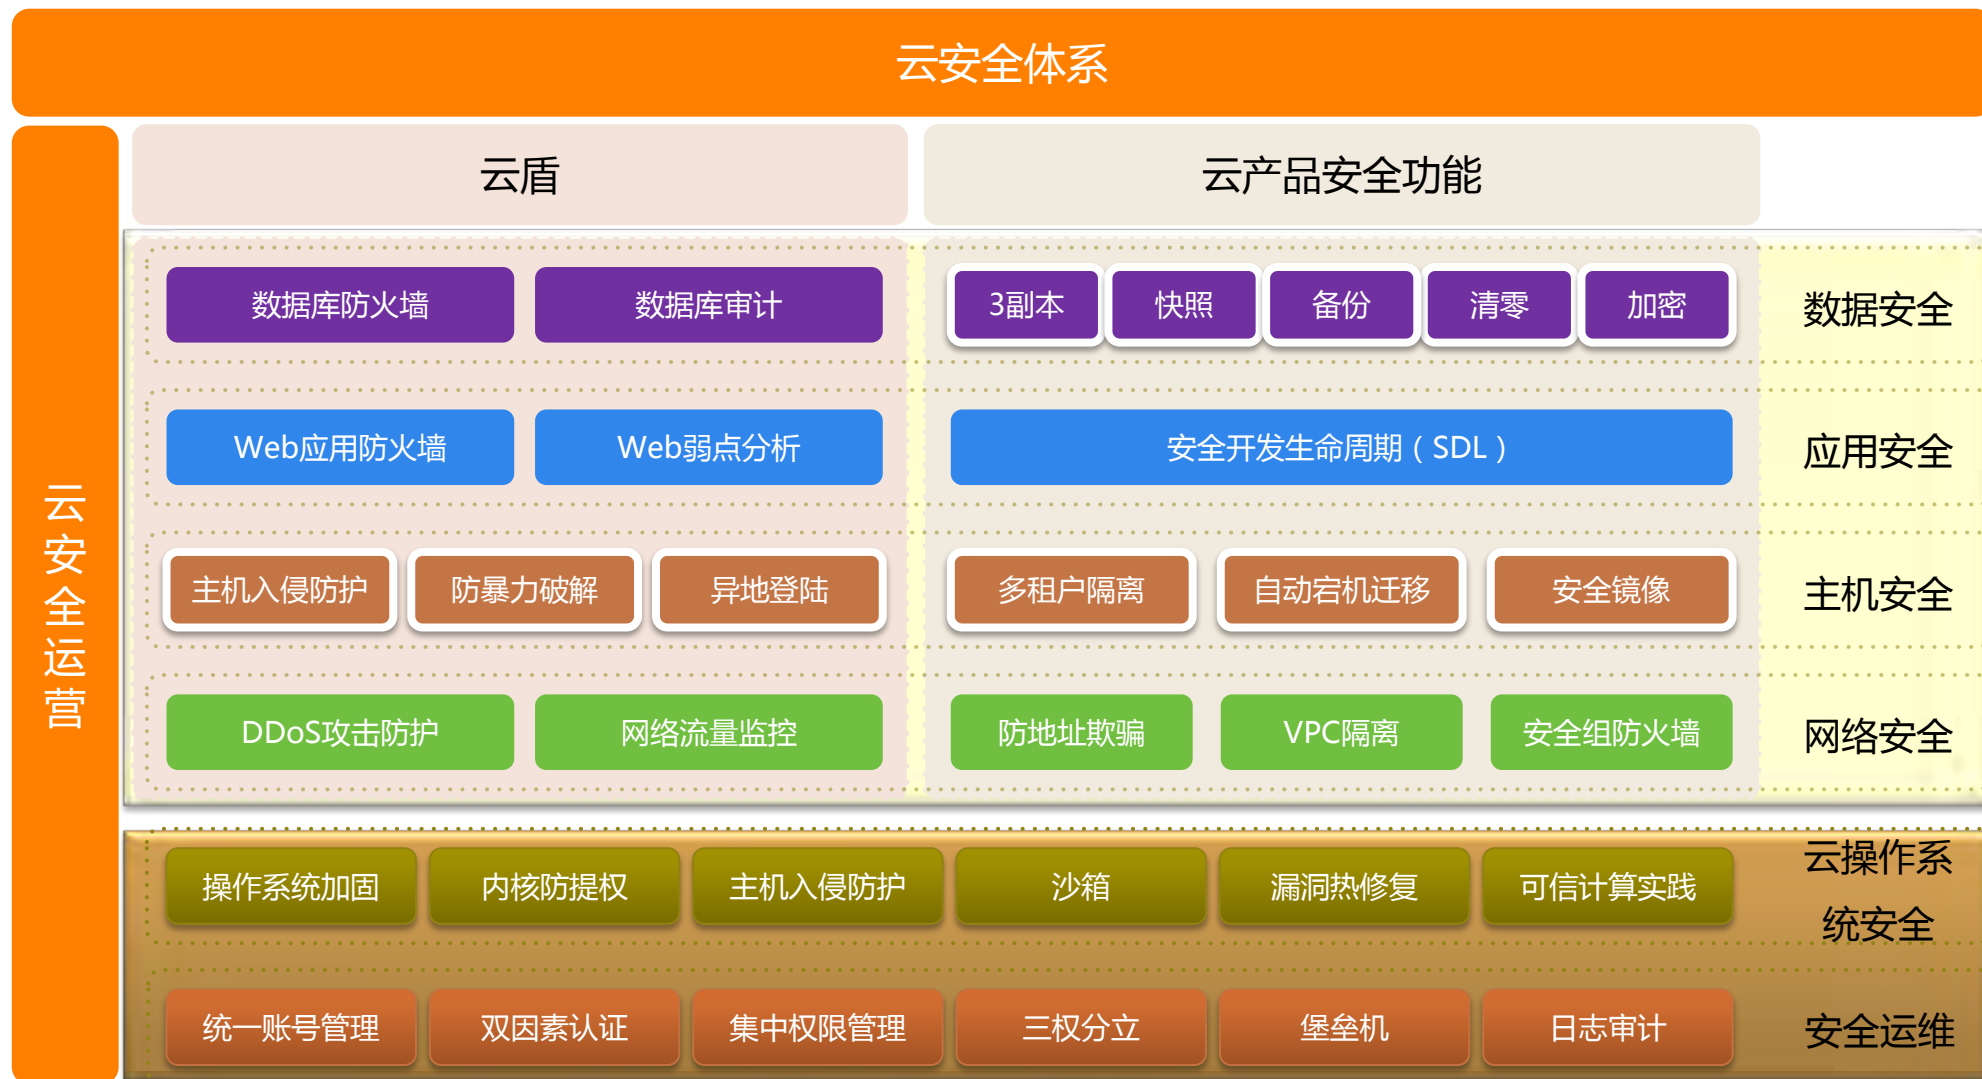 云安全体系
云安全运营
云盾
云产品安全功能
数据库防火墙
数据库审计
3副本
快照
备份
清零
加密
数据安全
Web应用防火墙
Web弱点分析
安全开发生命周期（SDL）
应用安全
主机入侵防护
防暴力破解
异地登陆
多租户隔离
自动宕机迁移
安全镜像
主机安全
DDoS攻击防护
网络流量监控
防地址欺骗
VPC隔离
安全组防火墙
网络安全
操作系统加固
内核防提权
主机入侵防护
沙箱
漏洞热修复
可信计算实践
云操作系
统安全
统一账号管理
双因素认证
集中权限管理
三权分立
堡垒机
日志审计
安全运维